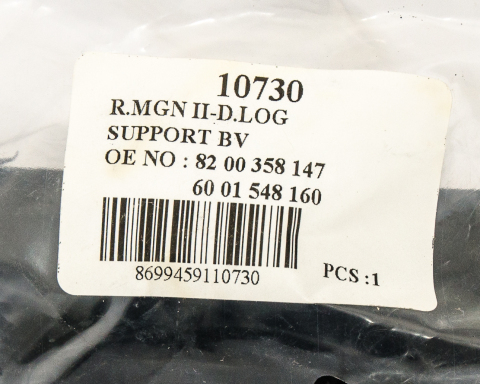 10730
R.MGN II-D.LOG
SUPPORT BV
OE NO : 82 00 358 147
60 01 548 160
8699459110730
PCS :1